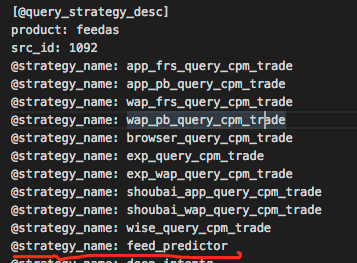 [@query_strategy_desc]
product: feedas
src_id: 1092
@strategy_name: app_frs_query_cpm_trade
@strategy_name: app_pb_query_cpm_trade
@strategy_name: wap_frs_query_cpm_trade
@strategy_name: wap_pb_query_cpm_trade
@strategy_name: browser_query_cpm_trade
@strategy_name: exp_query_cpm_trade
@strategy_name: exp_wap_query_cpm_trade
@strategy_name: shoubai_app_query_cpm_trade
@strategy_name: shoubai_wap_query_cpm_trade
@strategy_name: wise_query_cpm_trade
@strategy_name: feed_predictor
@strategy_name: